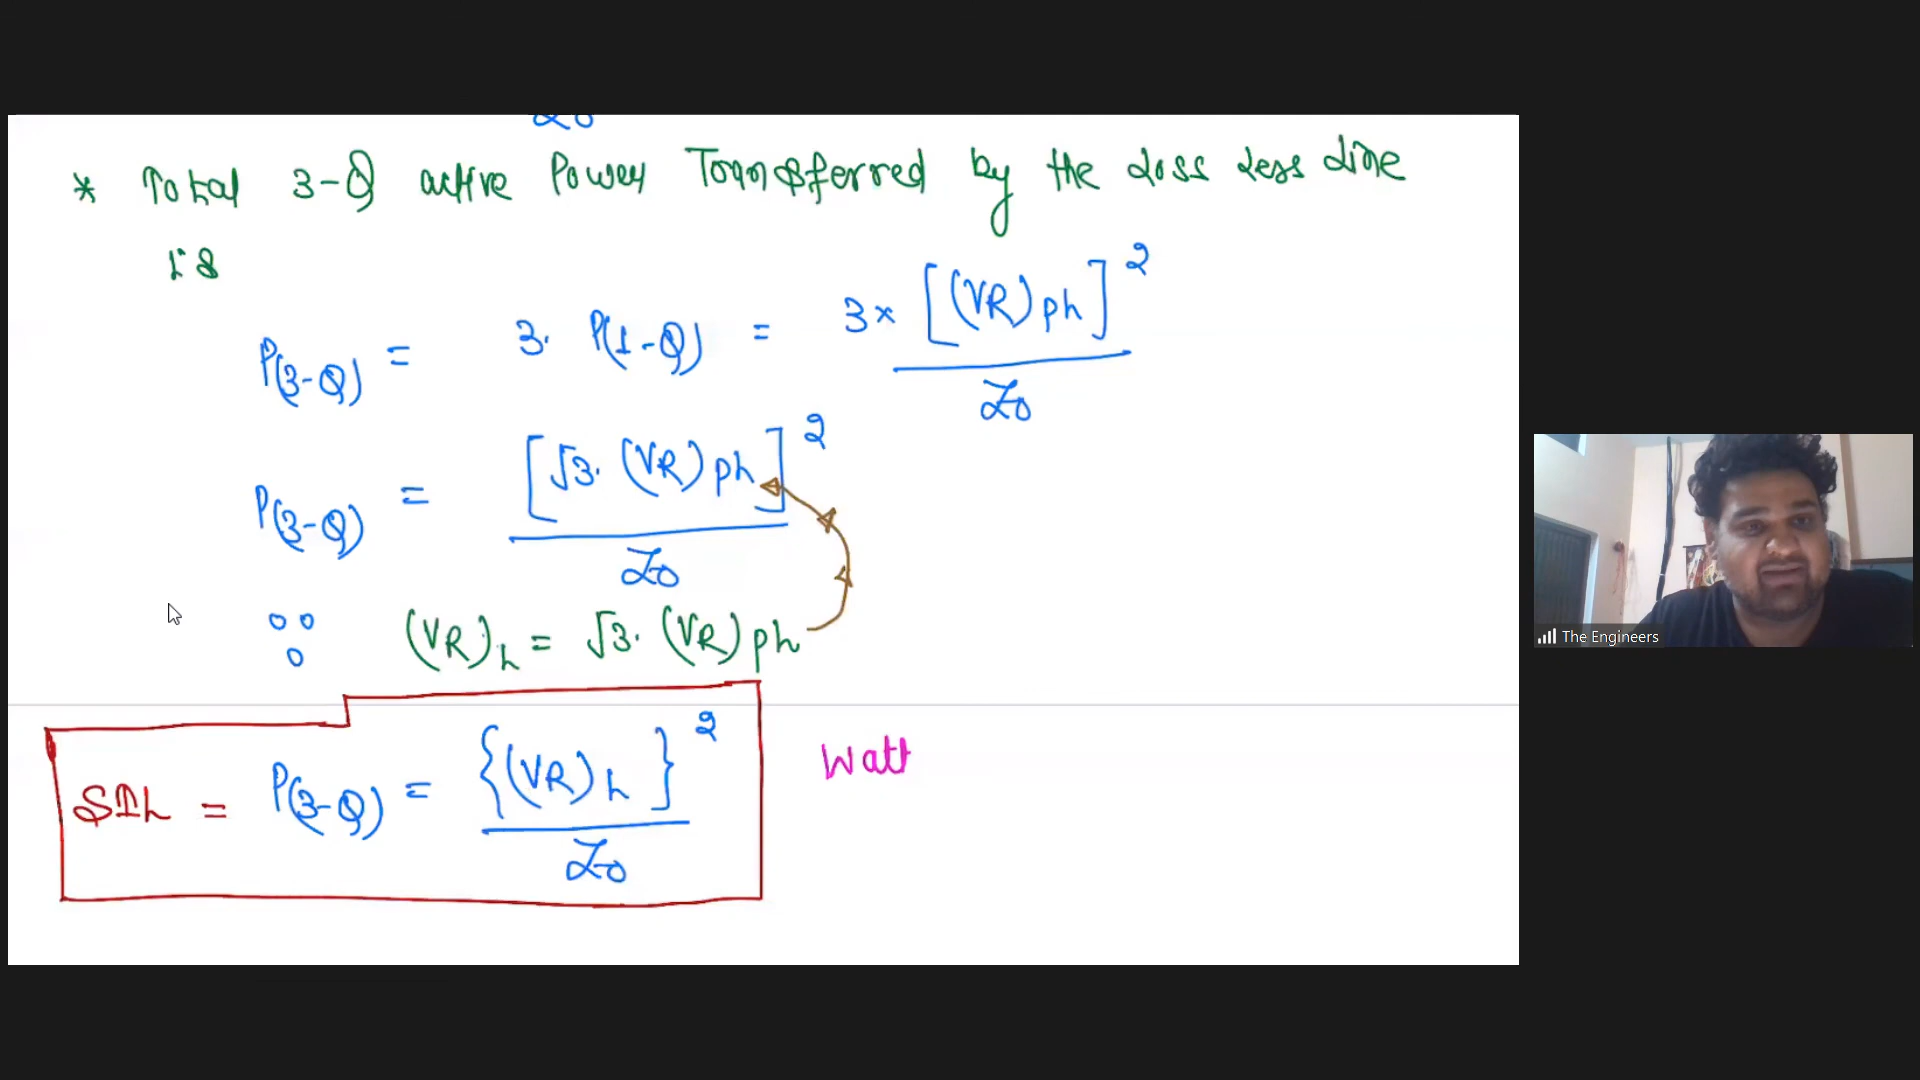 Z0
* Total 3-Φ active Power Transferred by the Loss Less Line
is
P(3-Φ) = 3. P(1-Φ) = 3 × [(VR)ph]² / Z0
P(3-Φ) = [√3. (VR)ph]² / Z0
∵ (VR)L = √3. (VR)ph
SIL = P(3-Φ) = {(VR)L}² / Z0 Watt
The Engineers